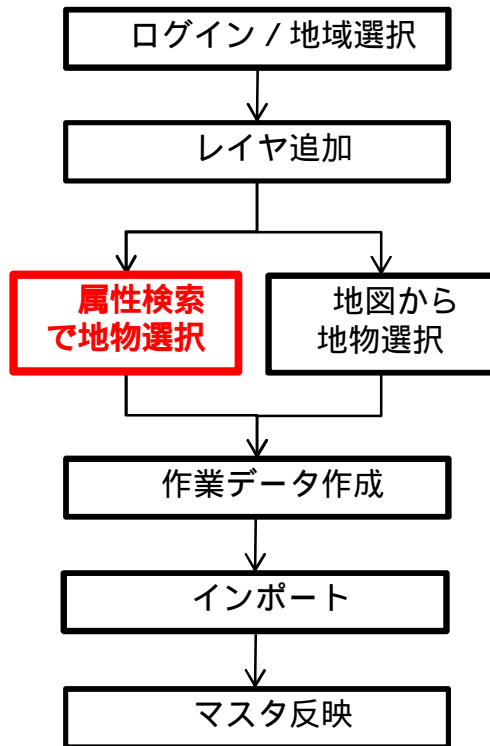 ログイン / 地域選択
レイヤ追加
属性検索
で地物選択
地図から
地物選択
作業データ作成
インポート
マスタ反映